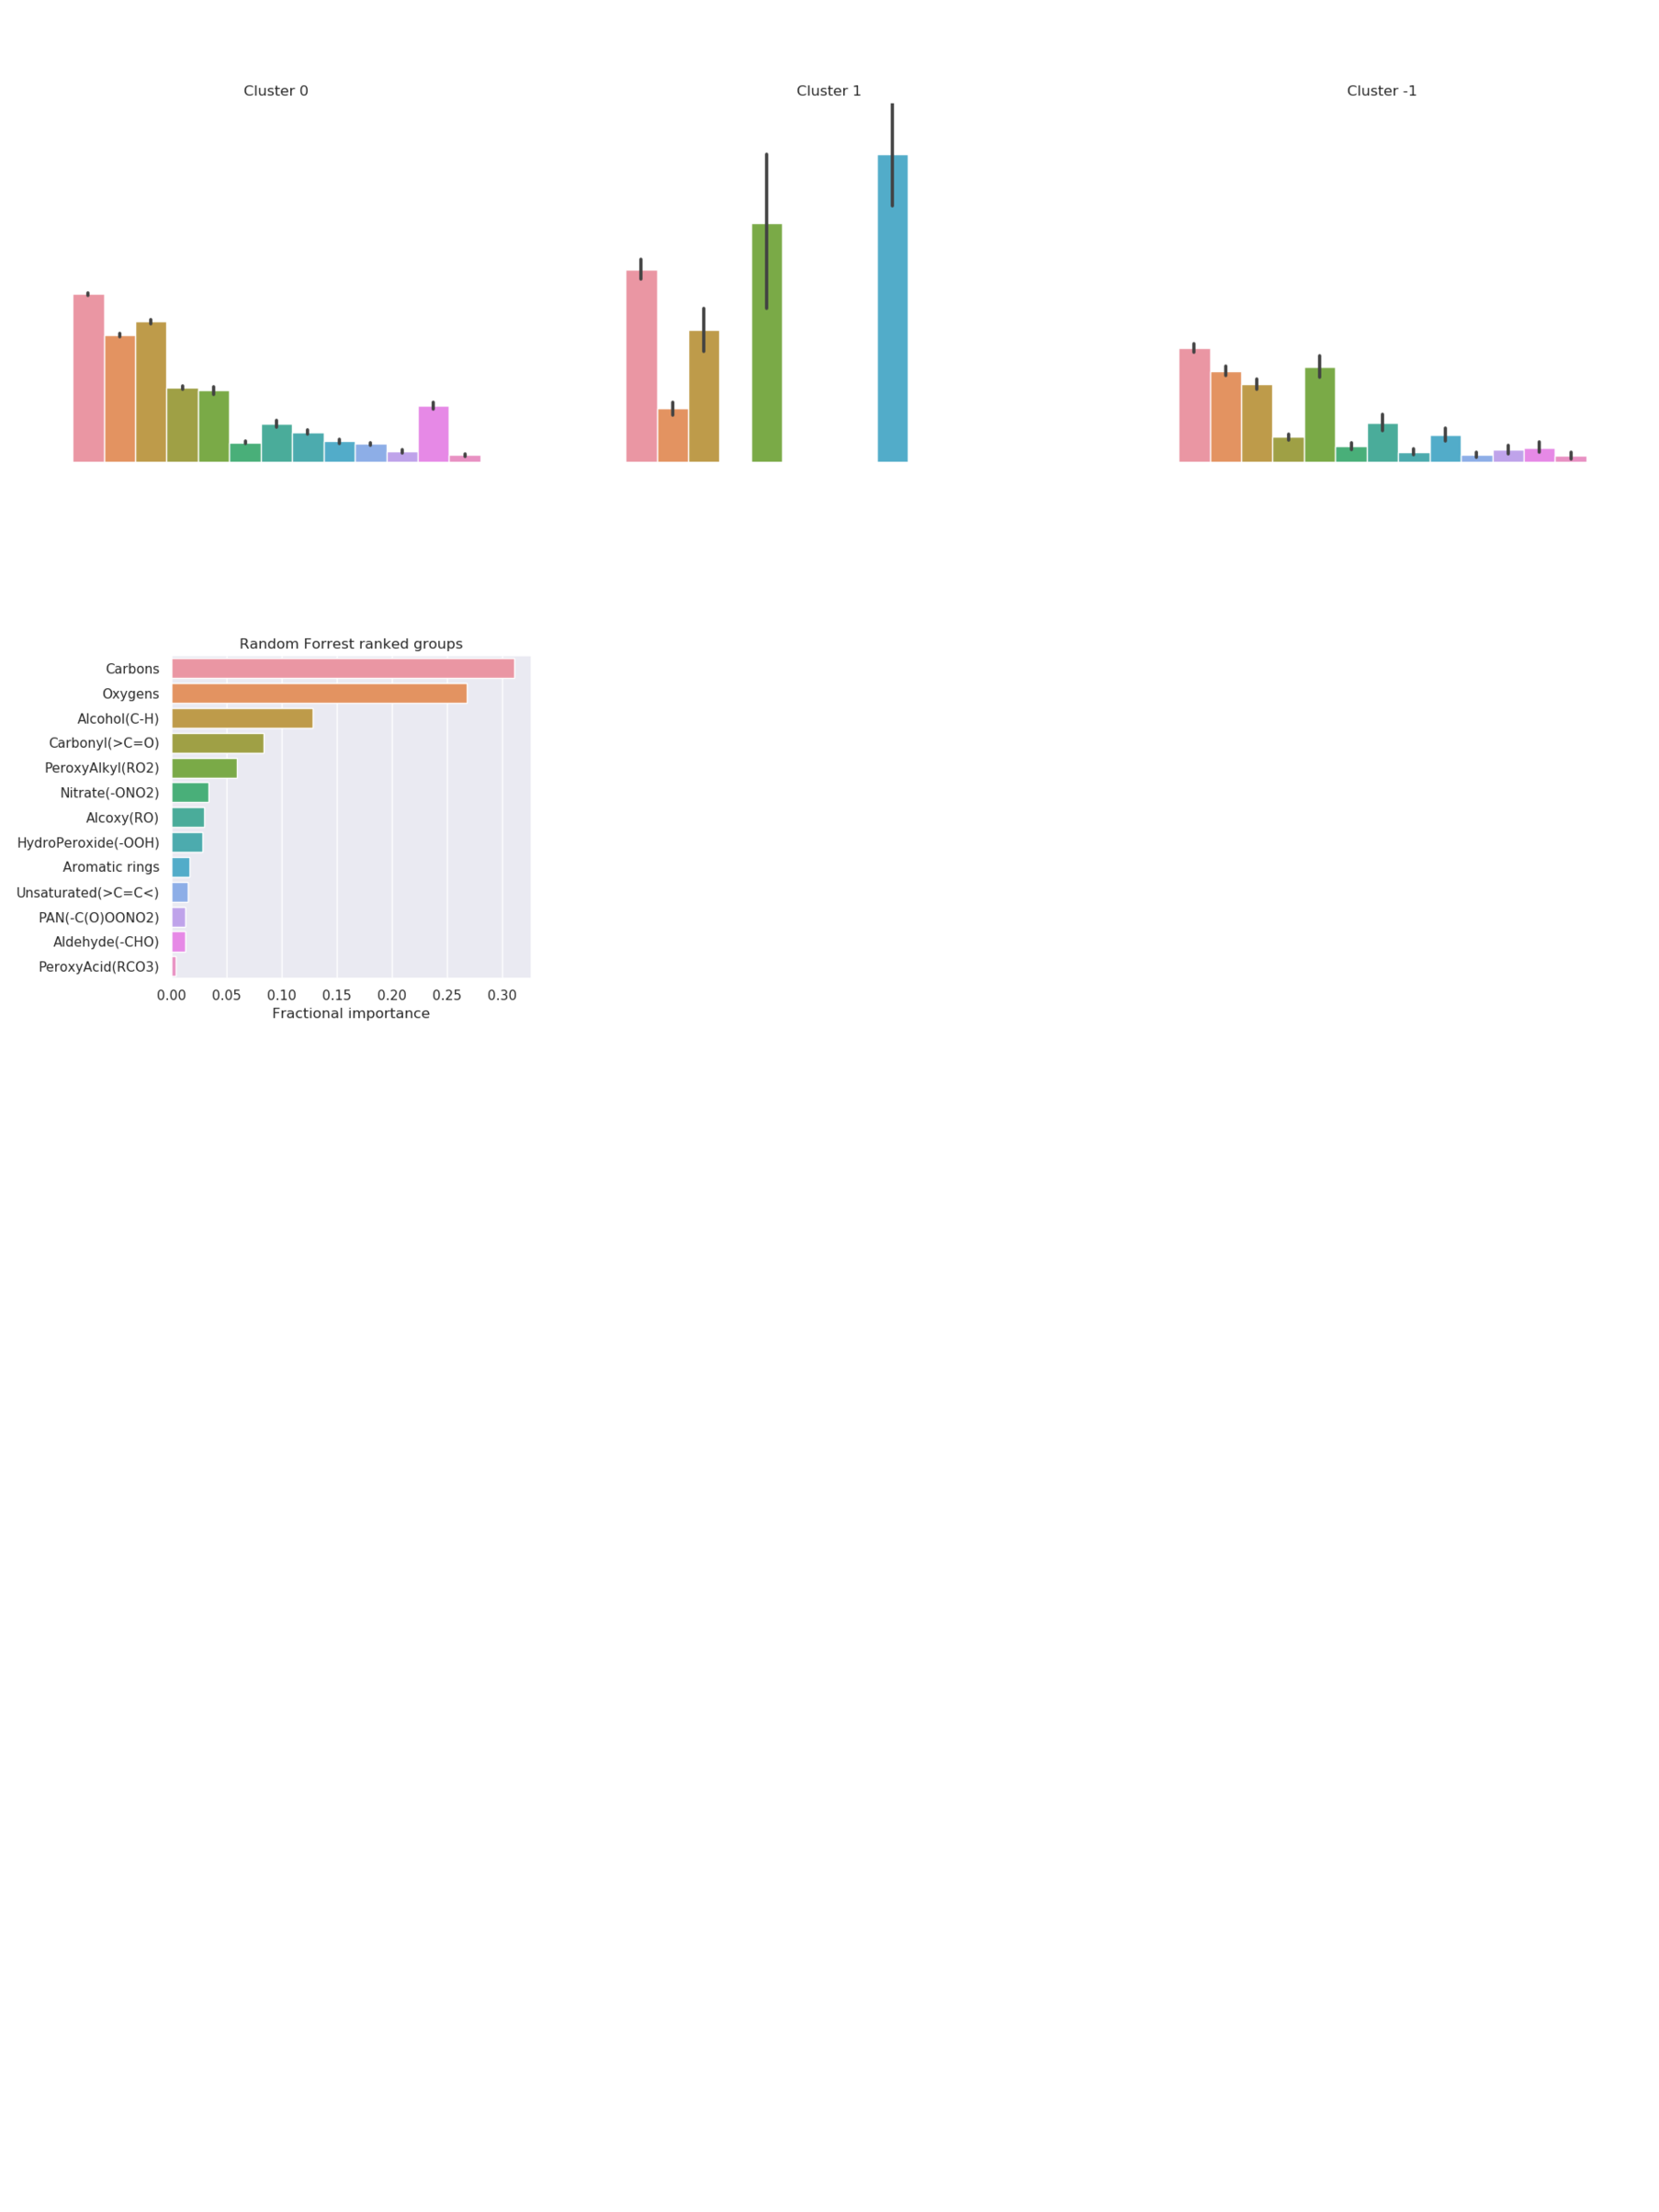 Cluster 0
Cluster 1
Cluster -1
Random Forrest ranked groups
Carbons
Oxygens
Alcohol(C-H)
Carbonyl(>C=O)
PeroxyAlkyl(RO2)
Nitrate(-ONO2)
Alcoxy(RO)
HydroPeroxide(-OOH)
Aromatic rings
Unsaturated(>C=C<)
PAN(-C(O)OONO2)
Aldehyde(-CHO)
PeroxyAcid(RCO3)
0.00 0.05 0.10 0.15 0.20 0.25 0.30
Fractional importance